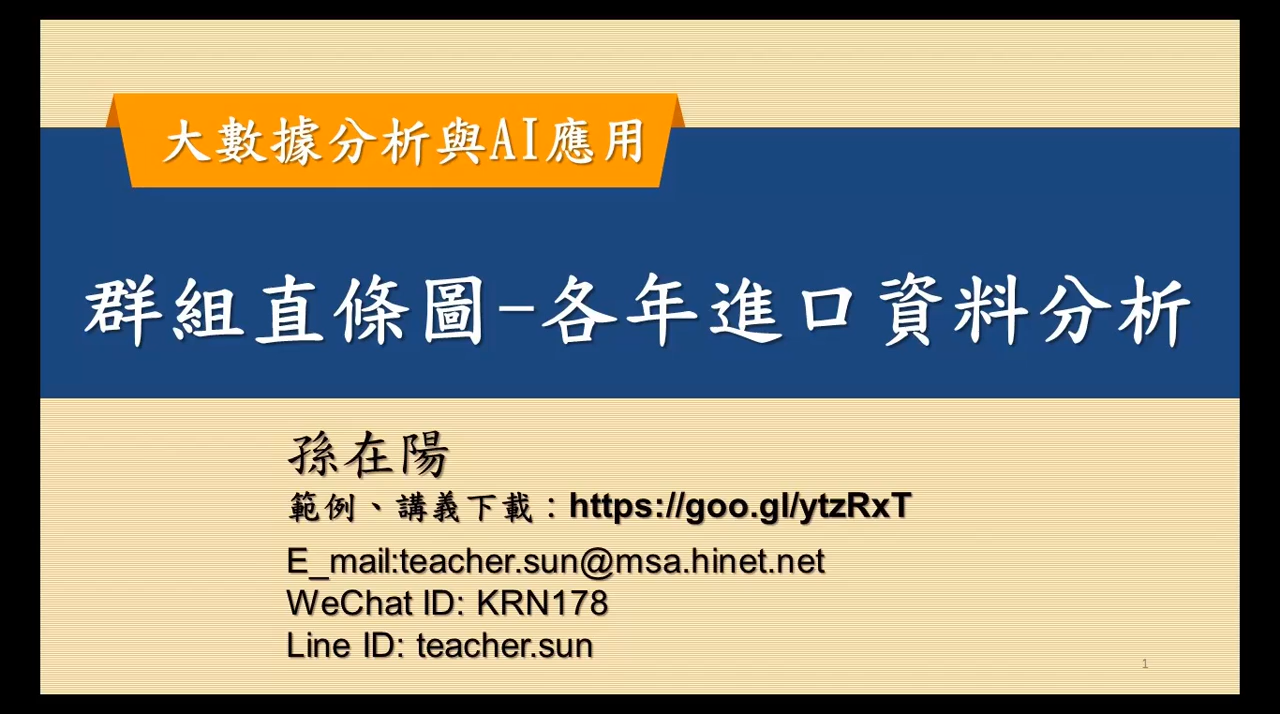 大數據分析與AI應用
群組直條圖-各年進口資料分析
孫在陽
範例、講義下載：https://goo.gl/ytzRxT
E_mail:teacher.sun@msa.hinet.net
WeChat ID: KRN178
Line ID: teacher.sun
1